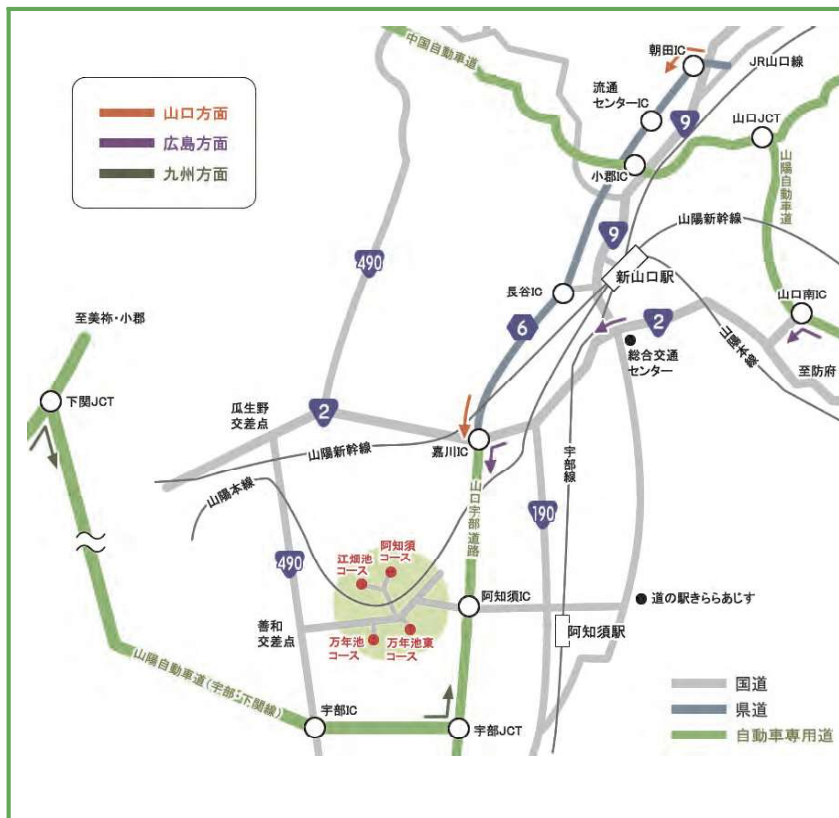 中国自動車道
朝田IC
JR山口線
流通
センターIC
9
山口JCT
山口方面
広島方面
九州方面
小郡IC
山陽自動車道
9
山陽新幹線
490
新山口駅
長谷IC
山口南IC
至美祢・小郡
6
2
総合交通
センター
山陽本線
至防府
下関JCT
瓜生野
交差点
2
山陽新幹線
嘉川IC
宇部線
山陽本線
山口宇部道路
190
490
江畑池
コース
阿知須
コース
阿知須IC
道の駅きららあじす
善和
交差点
万年池
コース
万年池東
コース
阿知須駅
山陽自動車道(宇部・下関線)
宇部IC
宇部JCT
国道
県道
自動車専用道